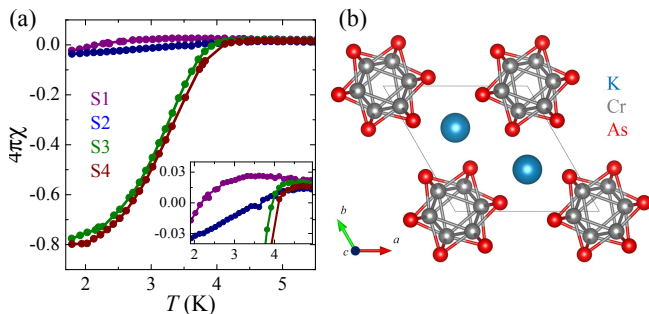 (a)
0.0
-0.2
-0.4
-0.6
-0.8
4πχ
S1
S2
S3
S4
0.03
0.00
-0.03
2
3
4
5
2
3
4
5
T (K)
(b)
K
Cr
As
b
c
a